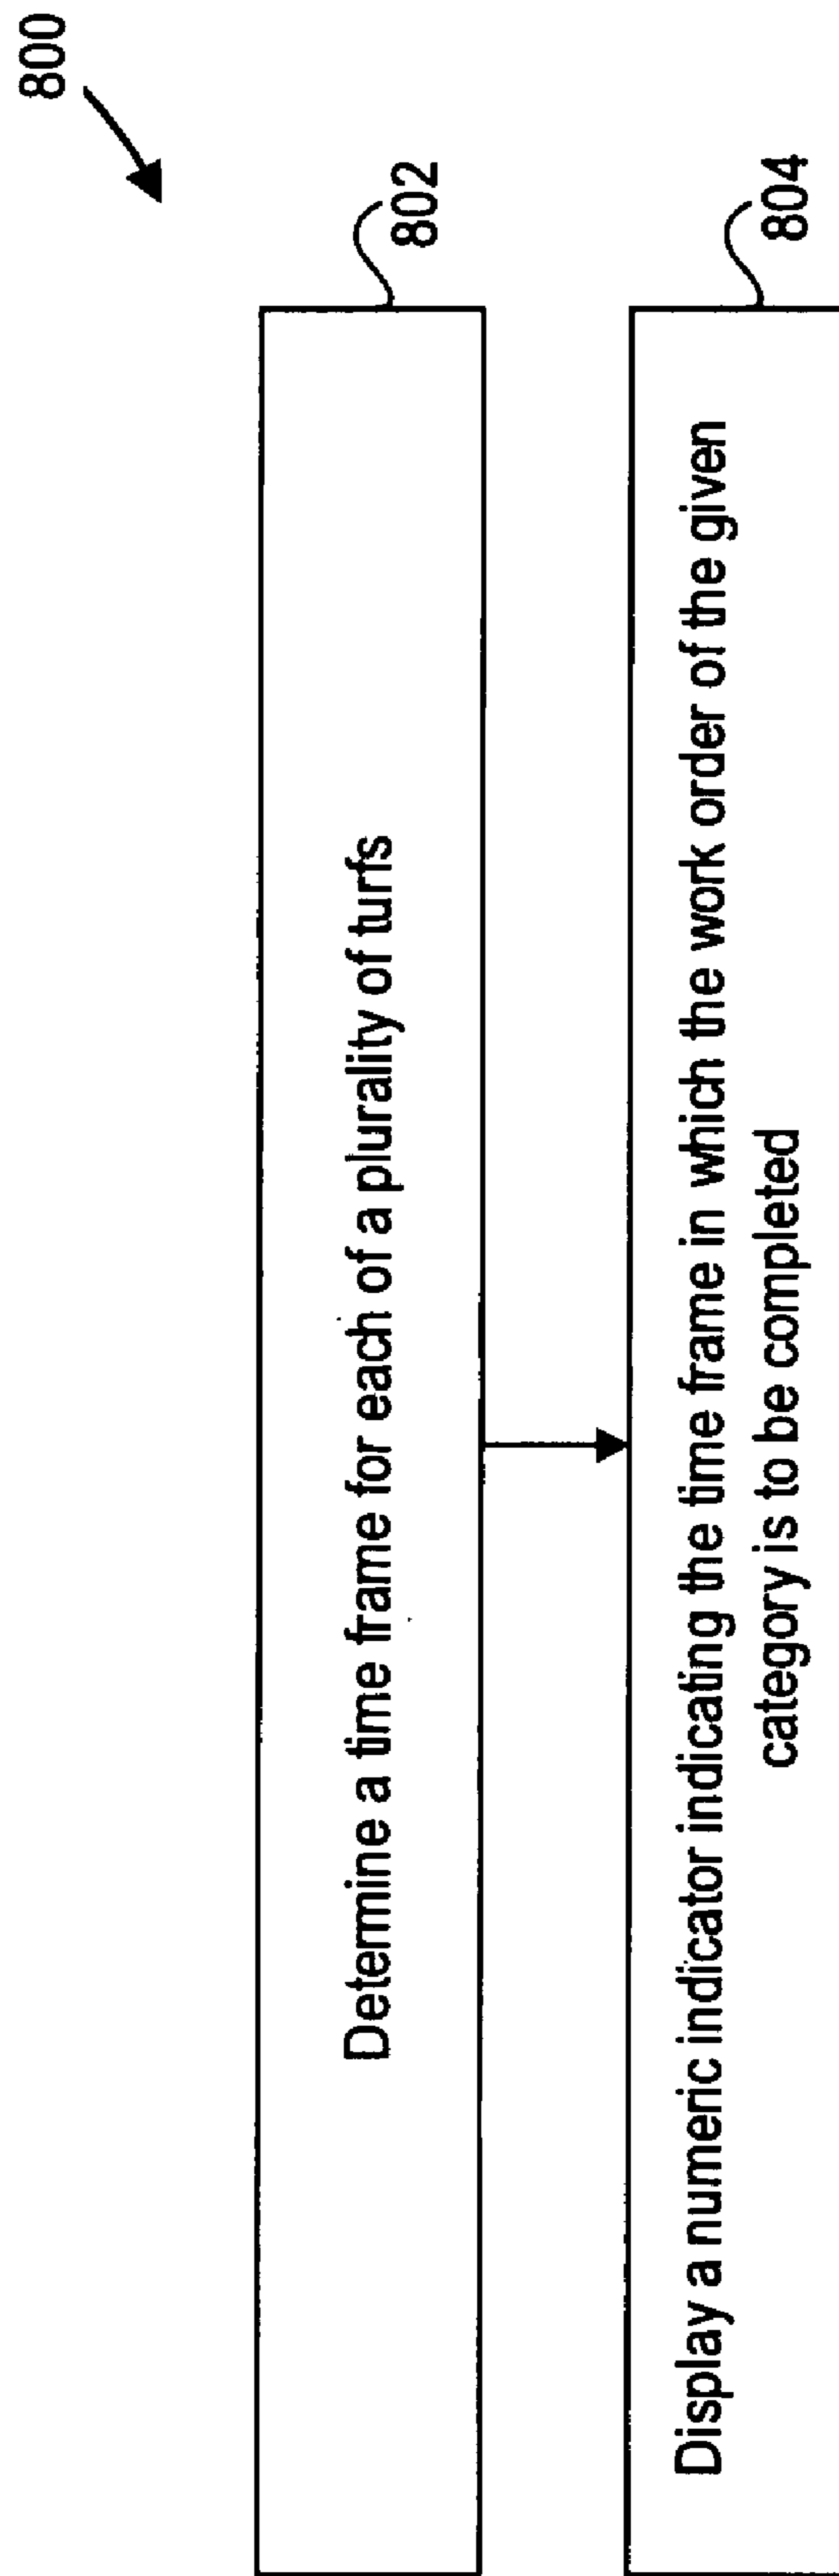 800
Determine a time frame for each of a plurality of turfs
802
Display a numeric indicator indicating the time frame in which the work order of the given
category is to be completed
804